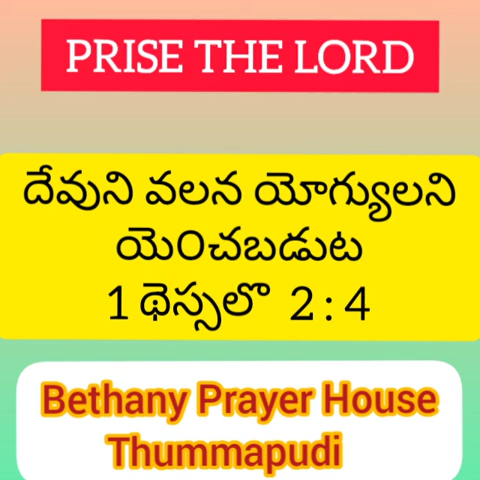 PRISE THE LORD
దేవుని వలన యోగ్యులని
యెంచబడుట
1 థెస్సలొ 2 : 4
Bethany Prayer House
Thummapudi